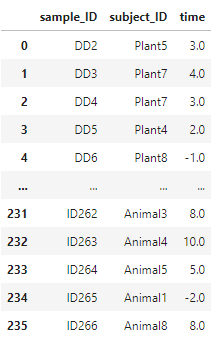 sample_ID subject_ID time
0 DD2 Plant5 3.0
1 DD3 Plant7 4.0
2 DD4 Plant7 3.0
3 DD5 Plant4 2.0
4 DD6 Plant8 -1.0
... ... ... ...
231 ID262 Animal3 8.0
232 ID263 Animal4 10.0
233 ID264 Animal5 5.0
234 ID265 Animal1 -2.0
235 ID266 Animal8 8.0